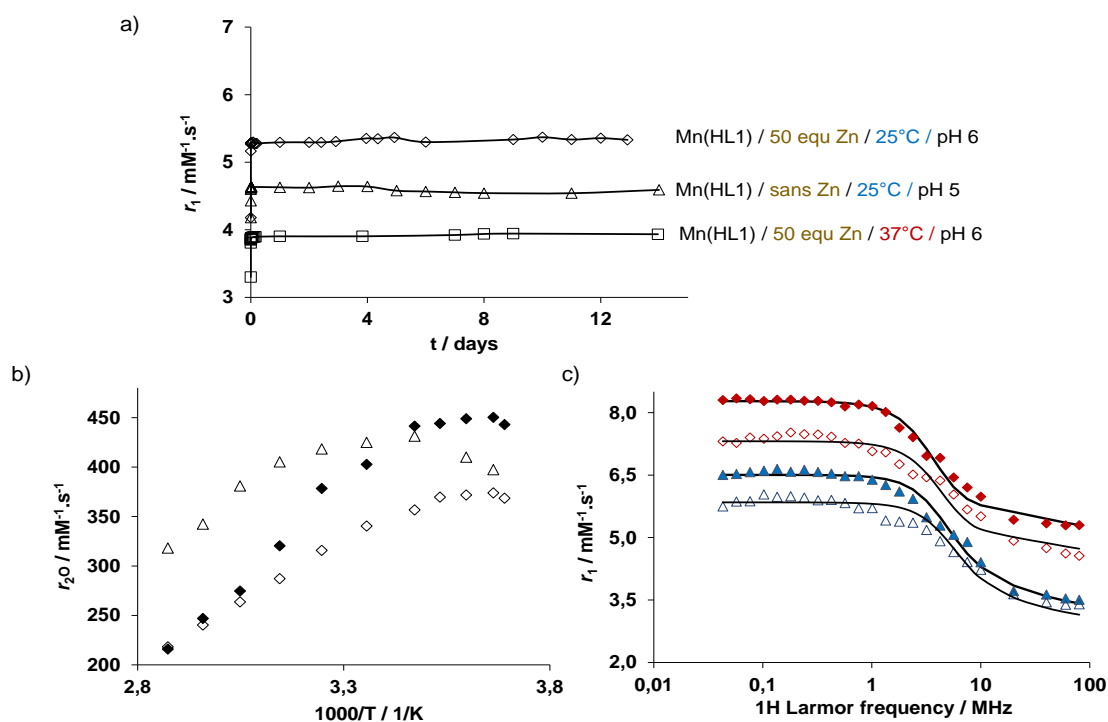 a)
7
6
5
4
3
r1 / mM-1.s-1
0
4
8
12
t / days
Mn(HL1) / 50 equ Zn / 25°C / pH 6
Mn(HL1) / sans Zn / 25°C / pH 5
Mn(HL1) / 50 equ Zn / 37°C / pH 6
b)
450
400
350
300
250
200
r2O / mM-1.s-1
2,8
3,3
3,8
1000/T / 1/K
c)
8,0
6,5
5,0
3,5
2,0
r1 / mM-1.s-1
0,01
0,1
1
10
100
1H Larmor frequency / MHz